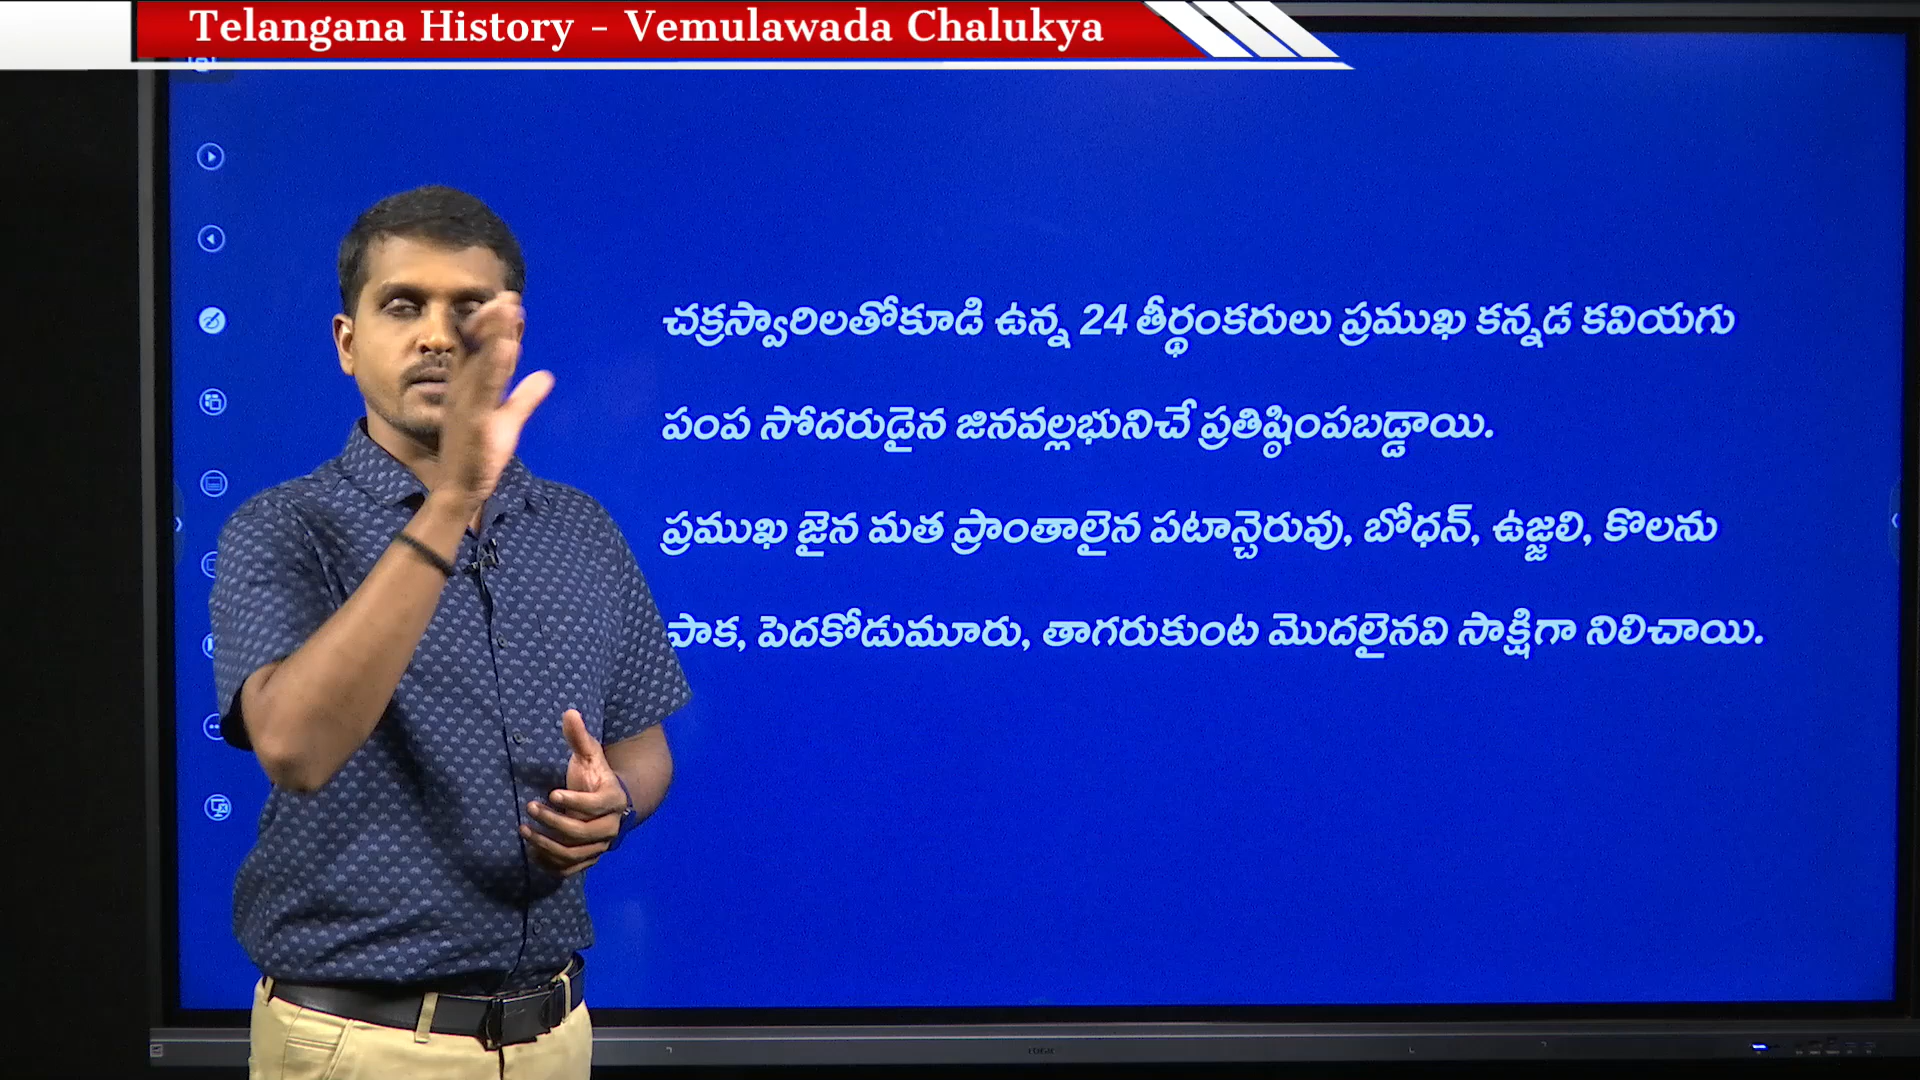 Telangana History - Vemulawada Chalukya
చక్రస్వారిలతోకూడి ఉన్న 24 తీర్థంకరులు ప్రముఖ కన్నడ కవియగు
పంప సోదరుడైన జినవల్లభునిచే ప్రతిష్ఠింపబడ్డాయి.
ప్రముఖ జైన మత ప్రాంతాలైన పటాన్చెరువు, బోధన్, ఉజ్జలి, కొలను
పాక, పెదకోడుమూరు, తాగరుకుంట మొదలైనవి సాక్షిగా నిలిచాయి.